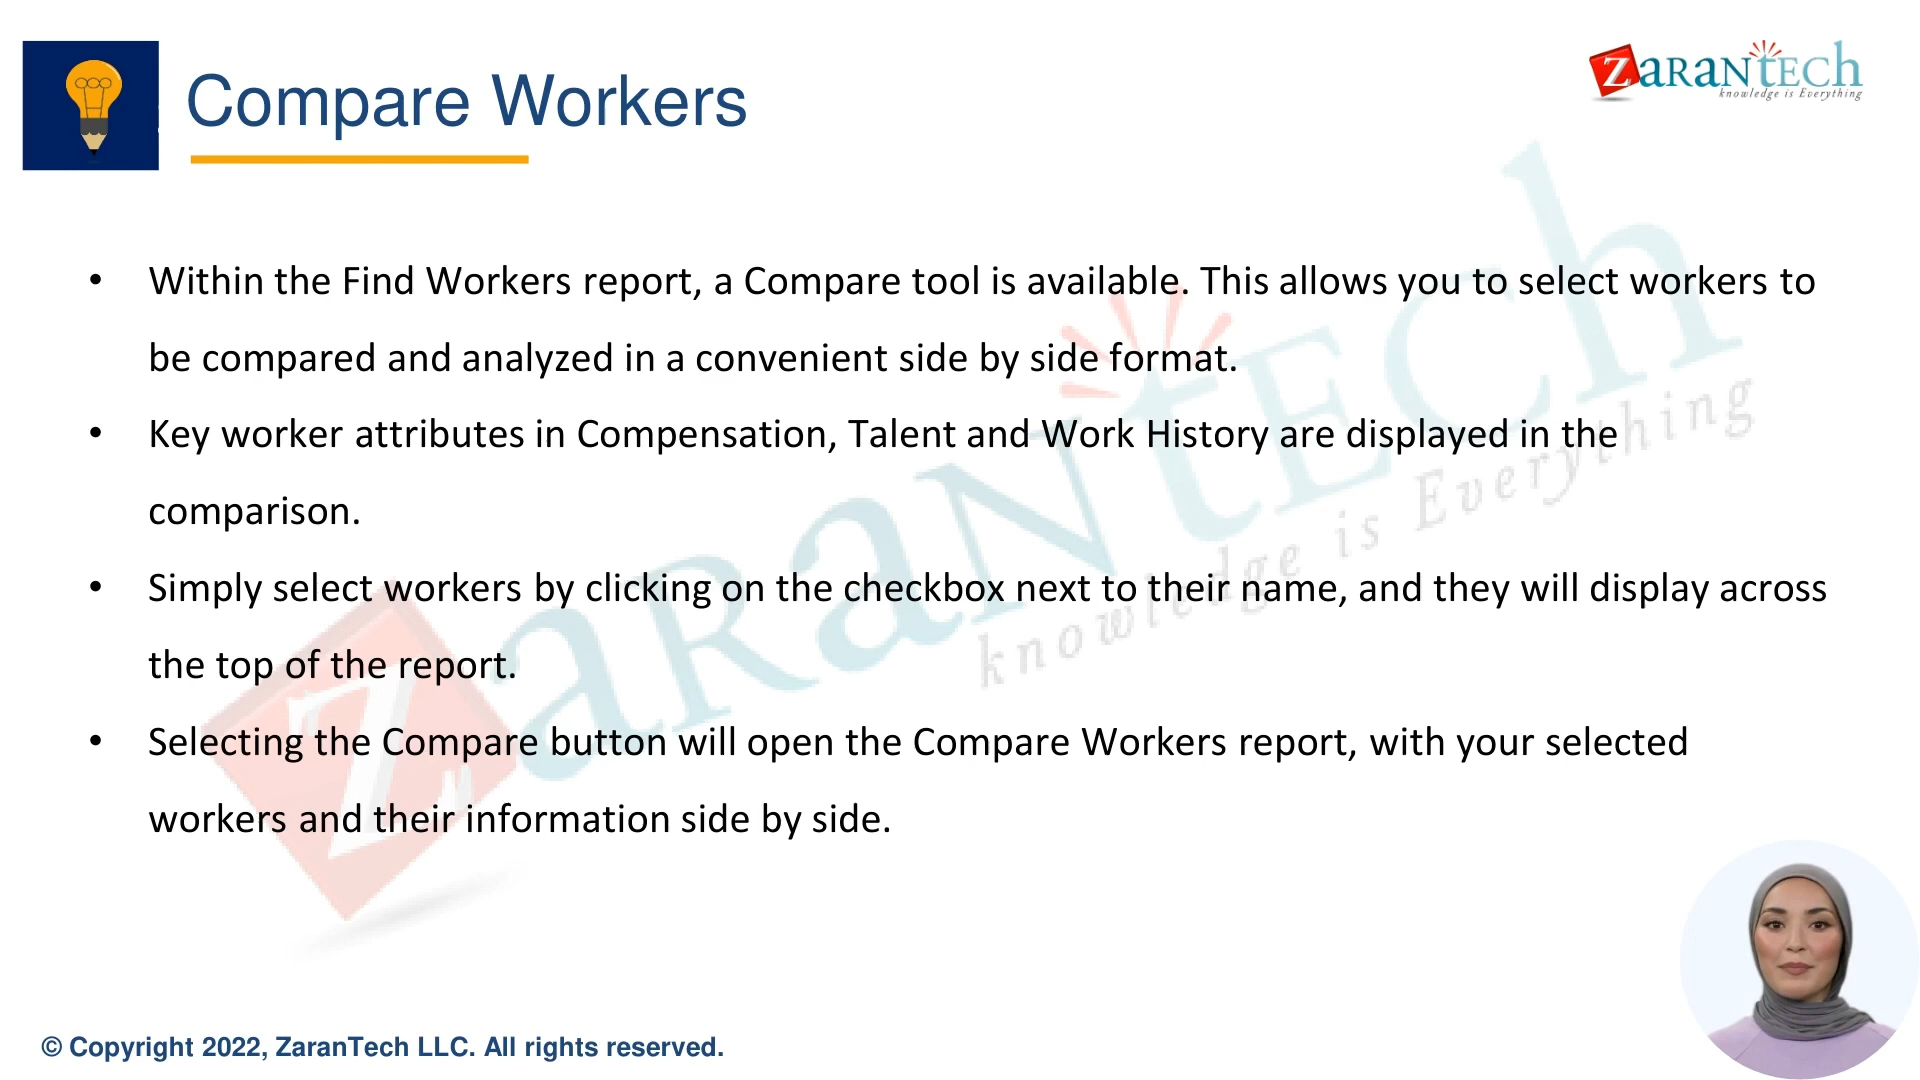 Compare Workers
ZARANTECH
knowledge is Everything
• Within the Find Workers report, a Compare tool is available. This allows you to select workers to
be compared and analyzed in a convenient side by side format.
• Key worker attributes in Compensation, Talent and Work History are displayed in the
comparison.
• Simply select workers by clicking on the checkbox next to their name, and they will display across
the top of the report.
• Selecting the Compare button will open the Compare Workers report, with your selected
workers and their information side by side.
ZARANTECH
knowledge is Everything
© Copyright 2022, ZaranTech LLC. All rights reserved.